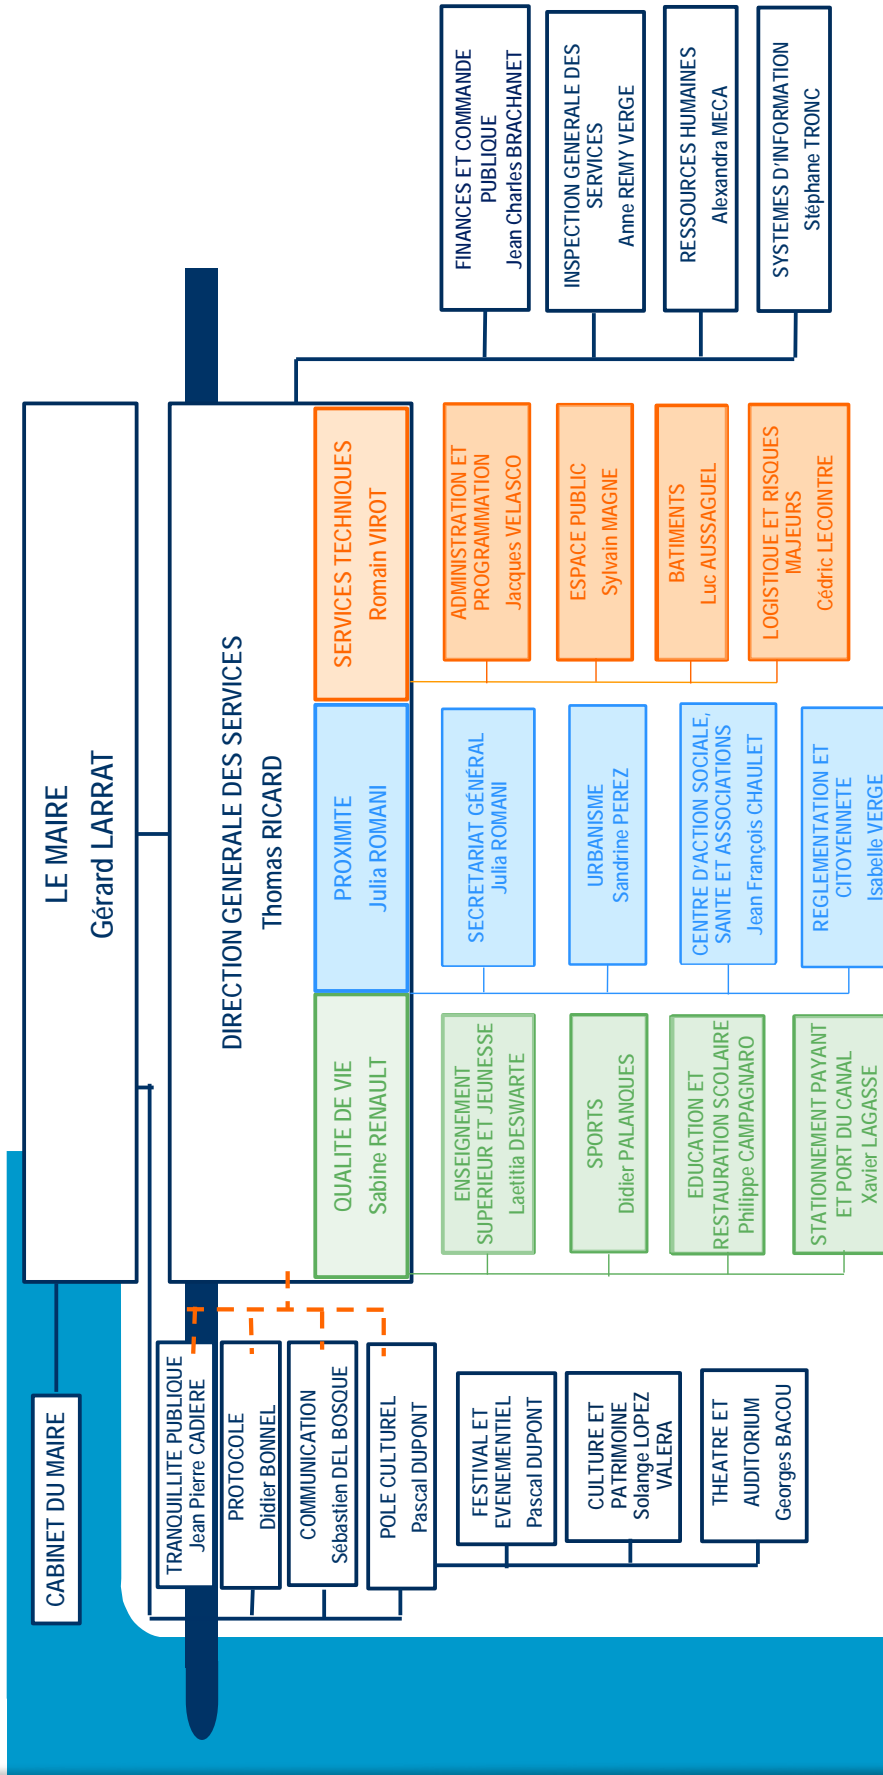 LE MAIRE
Gérard LARRAT
CABINET DU MAIRE
DIRECTION GENERALE DES SERVICES
Thomas RICARD
TRANQUILLITE PUBLIQUE
Jean Pierre CADIERE
PROTOCOLE
Didier BONNEL
COMMUNICATION
Sébastien DEL BOSQUE
POLE CULTUREL
Pascal DUPONT
FESTIVAL ET
EVENEMENTIEL
Pascal DUPONT
CULTURE ET
PATRIMOINE
Solange LOPEZ
VALERA
THEATRE ET
AUDITORIUM
Georges BACOU
QUALITE DE VIE
Sabine RENAULT
ENSEIGNEMENT
SUPERIEUR ET JEUNESSE
Laetitia DESWARTE
SPORTS
Didier PALANQUES
EDUCATION ET
RESTAURATION SCOLAIRE
Philippe CAMPAGNARO
STATIONNEMENT PAYANT
ET PORT DU CANAL
Xavier LAGASSE
PROXIMITE
Julia ROMANI
SECRETARIAT GÉNÉRAL
Julia ROMANI
URBANISME
Sandrine PEREZ
CENTRE D'ACTION SOCIALE,
SANTE ET ASSOCIATIONS
Jean François CHAULET
REGLEMENTATION ET
CITOYENNETE
Isabelle VERGE
SERVICES TECHNIQUES
Romain VIROT
ADMINISTRATION ET
PROGRAMMATION
Jacques VELASCO
ESPACE PUBLIC
Sylvain MAGNE
BATIMENTS
Luc AUSSAGUEL
LOGISTIQUE ET RISQUES
MAJEURS
Cédric LECOINTRE
FINANCES ET COMMANDE
PUBLIQUE
Jean Charles BRACHANET
INSPECTION GENERALE DES
SERVICES
Anne REMY VERGE
RESSOURCES HUMAINES
Alexandra MECA
SYSTEMES D'INFORMATION
Stéphane TRONC